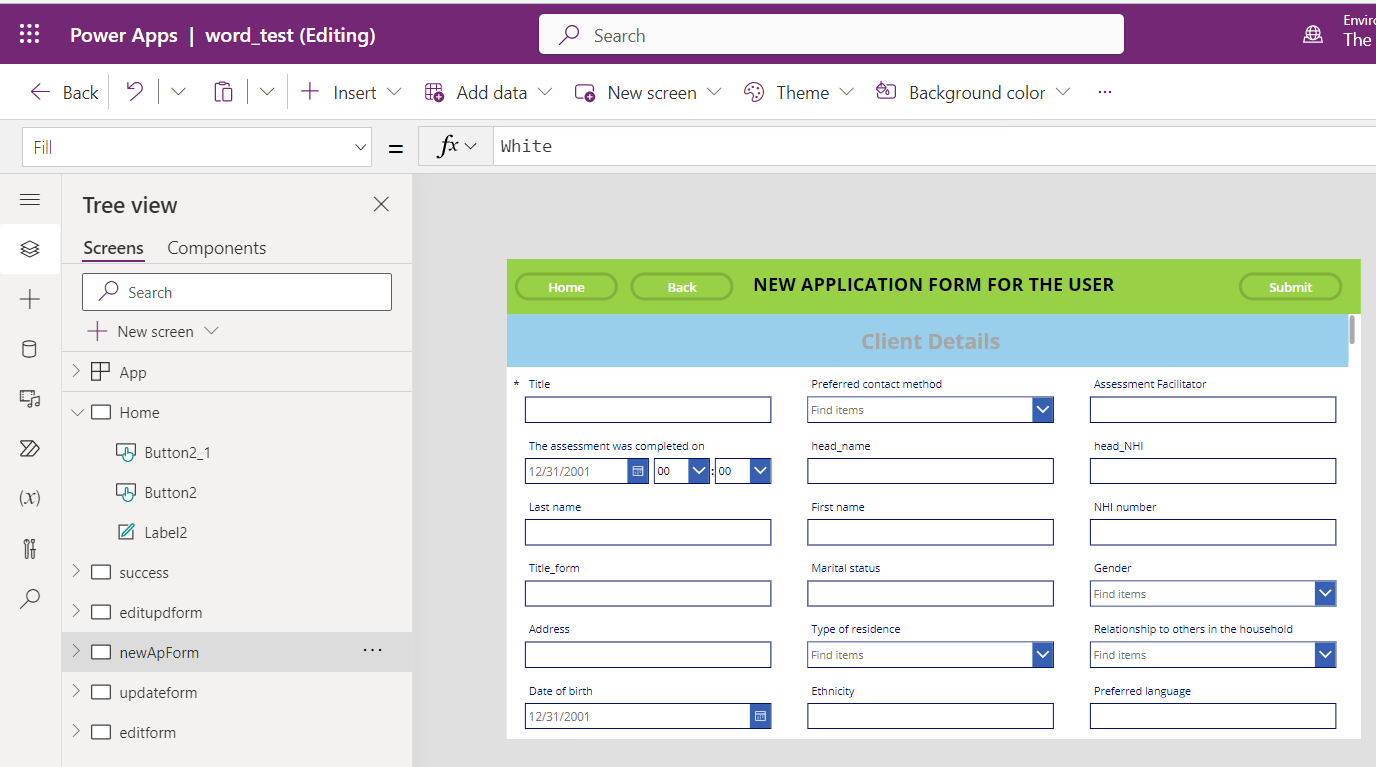 Power Apps | word_test (Editing)
Search
Enviro
The
Back
Insert
Add data
New screen
Theme
Background color
...
Fill
=
fx
White
Tree view
Screens
Components
Search
New screen
App
Home
Button2_1
Button2
Label2
success
editupdform
newApForm
...
updateform
editform
(x)
Home
Back
NEW APPLICATION FORM FOR THE USER
Submit
Client Details
* Title
Preferred contact method
Assessment Facilitator
Find items
The assessment was completed on
head_name
head_NHI
12/31/2001
00
:
00
Last name
First name
NHI number
Title_form
Marital status
Gender
Find items
Address
Type of residence
Relationship to others in the household
Find items
Find items
Date of birth
Ethnicity
Preferred language
12/31/2001